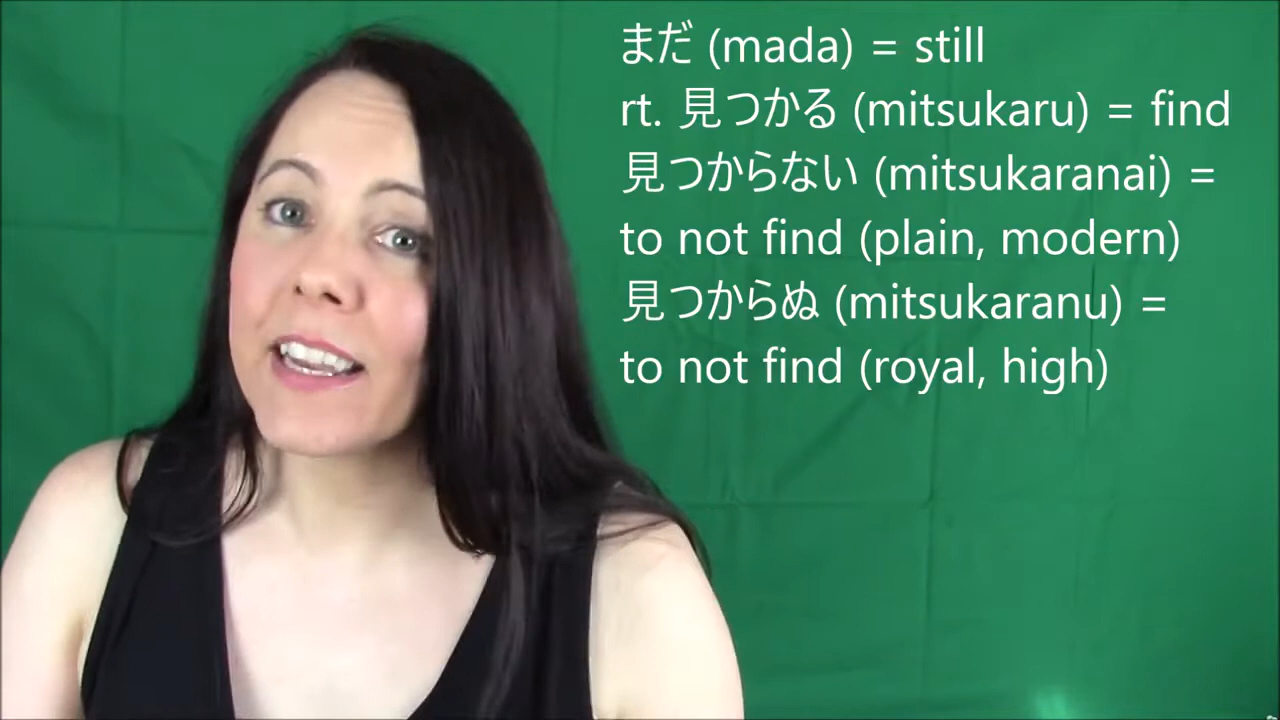 まだ (mada) = still
rt. 見つかる (mitsukaru) = find
見つからない (mitsukaranai) =
to not find (plain, modern)
見つからぬ (mitsukaranu) =
to not find (royal, high)